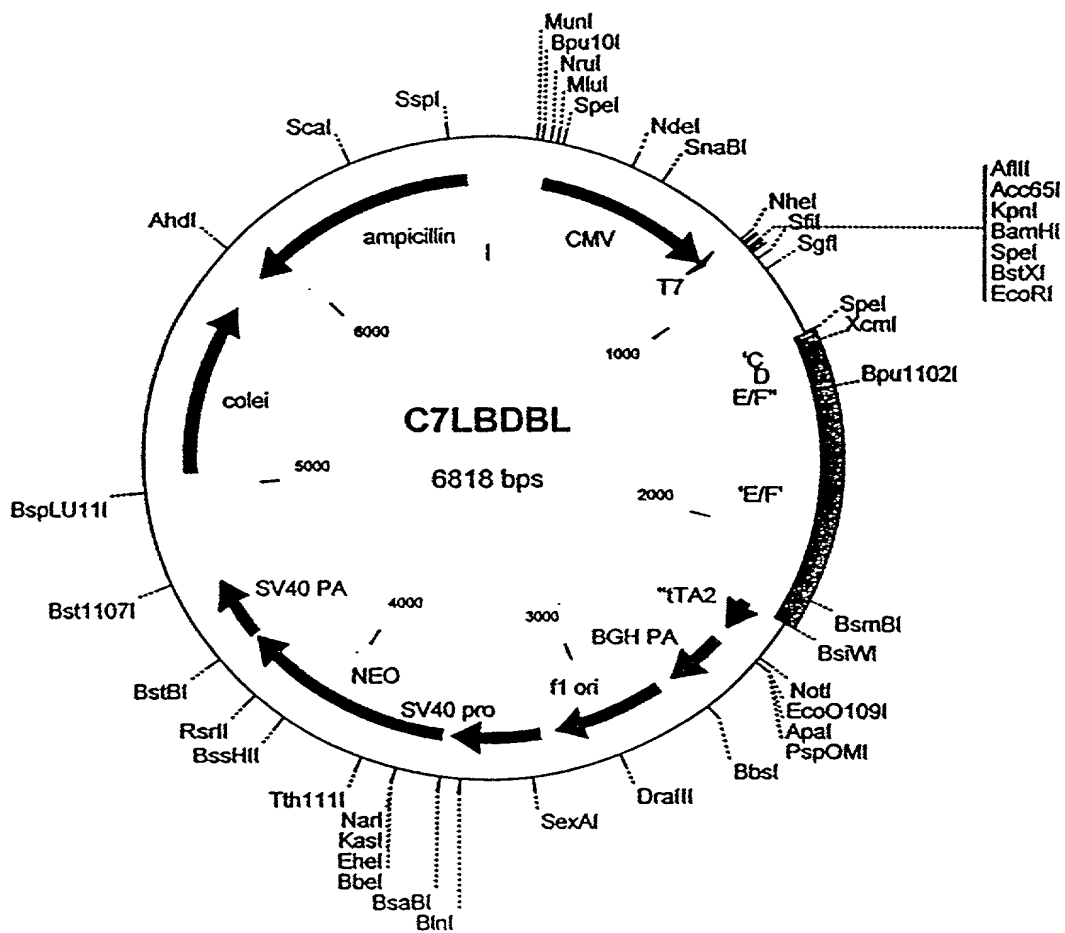 MunI
Bpu10I
NruI
MluI
SpeI
SspI
ScaI
AhdI
NdeI
SnaBI
NheI
SfiI
SgfI
AflII
Acc65I
KpnI
BamHI
SpeI
BstXI
EcoRI
SpeI
XcmI
Bpu1102I
ampicillin
CMV
T7
I
6000
1000
'C
D
E/F"
colei
C7LBDBL
6818 bps
5000
2000
'E/F'
BspLU11I
Bst1107I
SV40 PA
4000
3000
"tTA2
BGH PA
BsmBI
BsiWI
NEO
SV40 pro
f1 ori
NotI
EcoO109I
ApaI
PspOMI
BstBI
RsrII
BssHII
BbsI
DraIII
SexAI
Tth111I
NarI
KasI
EheI
BbeI
BsaBI
BlnI